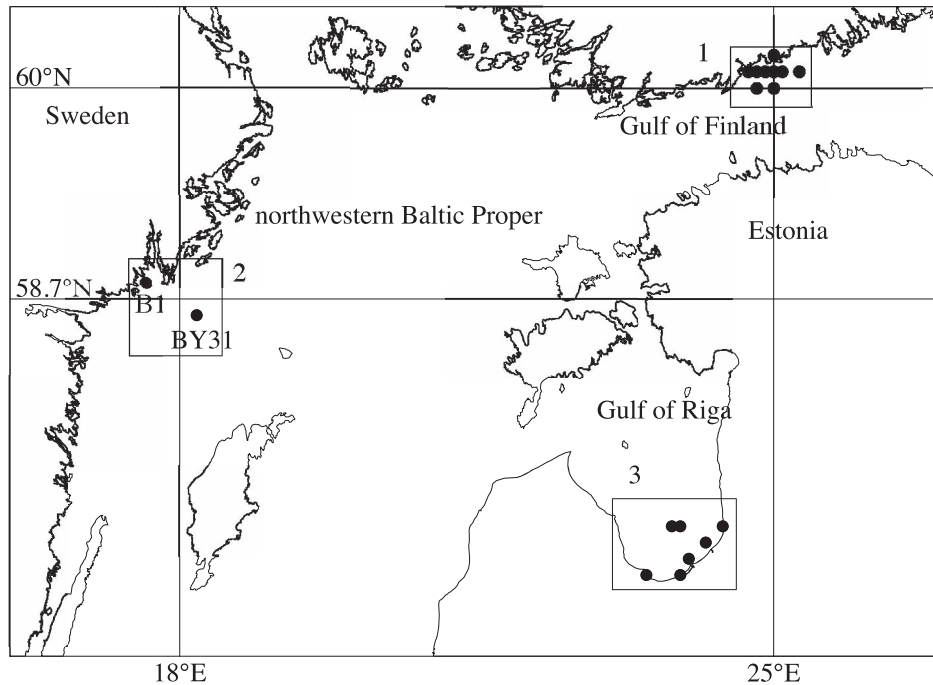 1
60°N
Sweden
Gulf of Finland
northwestern Baltic Proper
Estonia
2
58.7°N
B1
BY31
Gulf of Riga
3
18°E
25°E